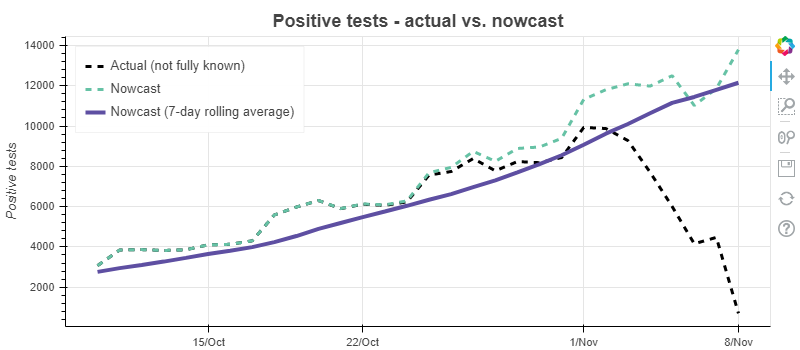 Positive tests - actual vs. nowcast
Actual (not fully known)
Nowcast
Nowcast (7-day rolling average)
Positive tests
14000
12000
10000
8000
6000
4000
2000
15/Oct
22/Oct
1/Nov
8/Nov